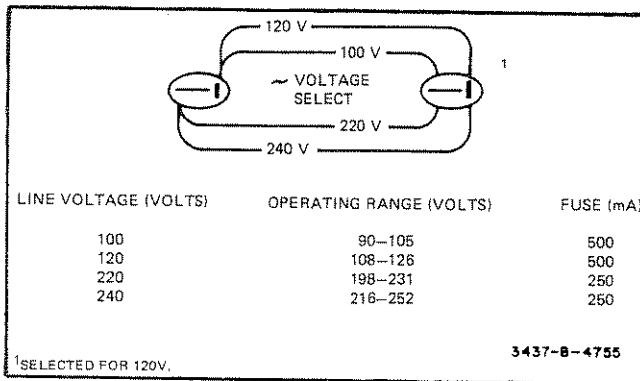 120 V
100 V
1
~ VOLTAGE
SELECT
220 V
240 V
LINE VOLTAGE (VOLTS) OPERATING RANGE (VOLTS) FUSE (mA)
100 90–105 500
120 108–126 500
220 198–231 250
240 216–252 250
3437-B-4755
1SELECTED FOR 120V.